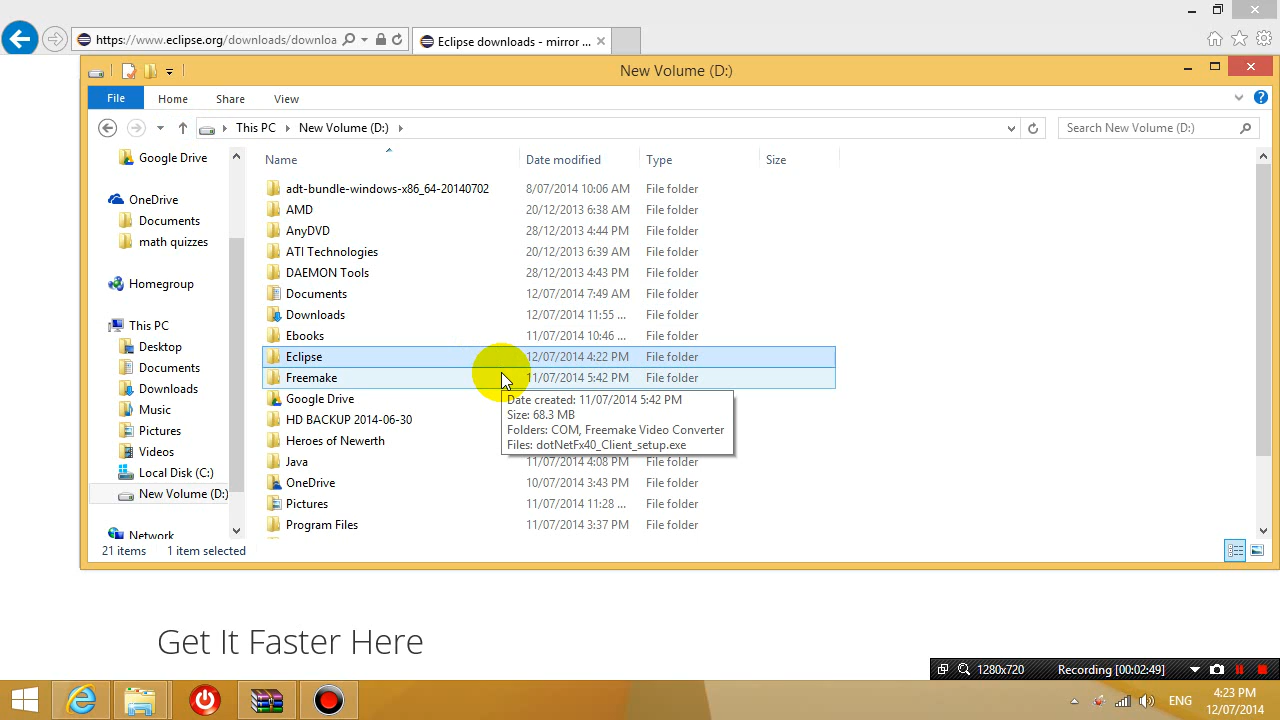 https://www.eclipse.org/downloads/downloa
Eclipse downloads - mirror ...
New Volume (D:)
File Home Share View
This PC New Volume (D:)
Search New Volume (D:)
Name Date modified Type Size
Google Drive
OneDrive
Documents
math quizzes
Homegroup
This PC
Desktop
Documents
Downloads
Music
Pictures
Videos
Local Disk (C:)
New Volume (D:)
Network
adt-bundle-windows-x86_64-20140702 8/07/2014 10:06 AM File folder
AMD 20/12/2013 6:38 AM File folder
AnyDVD 28/12/2013 4:44 PM File folder
ATI Technologies 20/12/2013 6:39 AM File folder
DAEMON Tools 28/12/2013 4:43 PM File folder
Documents 12/07/2014 7:49 AM File folder
Downloads 12/07/2014 11:55 ... File folder
Ebooks 11/07/2014 10:46 ... File folder
Eclipse 12/07/2014 4:22 PM File folder
Freemake 11/07/2014 5:42 PM File folder
Google Drive
HD BACKUP 2014-06-30
Heroes of Newerth
Java 11/07/2014 4:08 PM File folder
OneDrive 10/07/2014 3:43 PM File folder
Pictures 11/07/2014 11:28 ... File folder
Program Files 11/07/2014 3:37 PM File folder
Date created: 11/07/2014 5:42 PM
Size: 68.3 MB
Folders: COM, Freemake Video Converter
Files: dotNetFx40_Client_setup.exe
21 items 1 item selected
Get It Faster Here
1280x720 Recording [00:02:49]
ENG
4:23 PM
12/07/2014